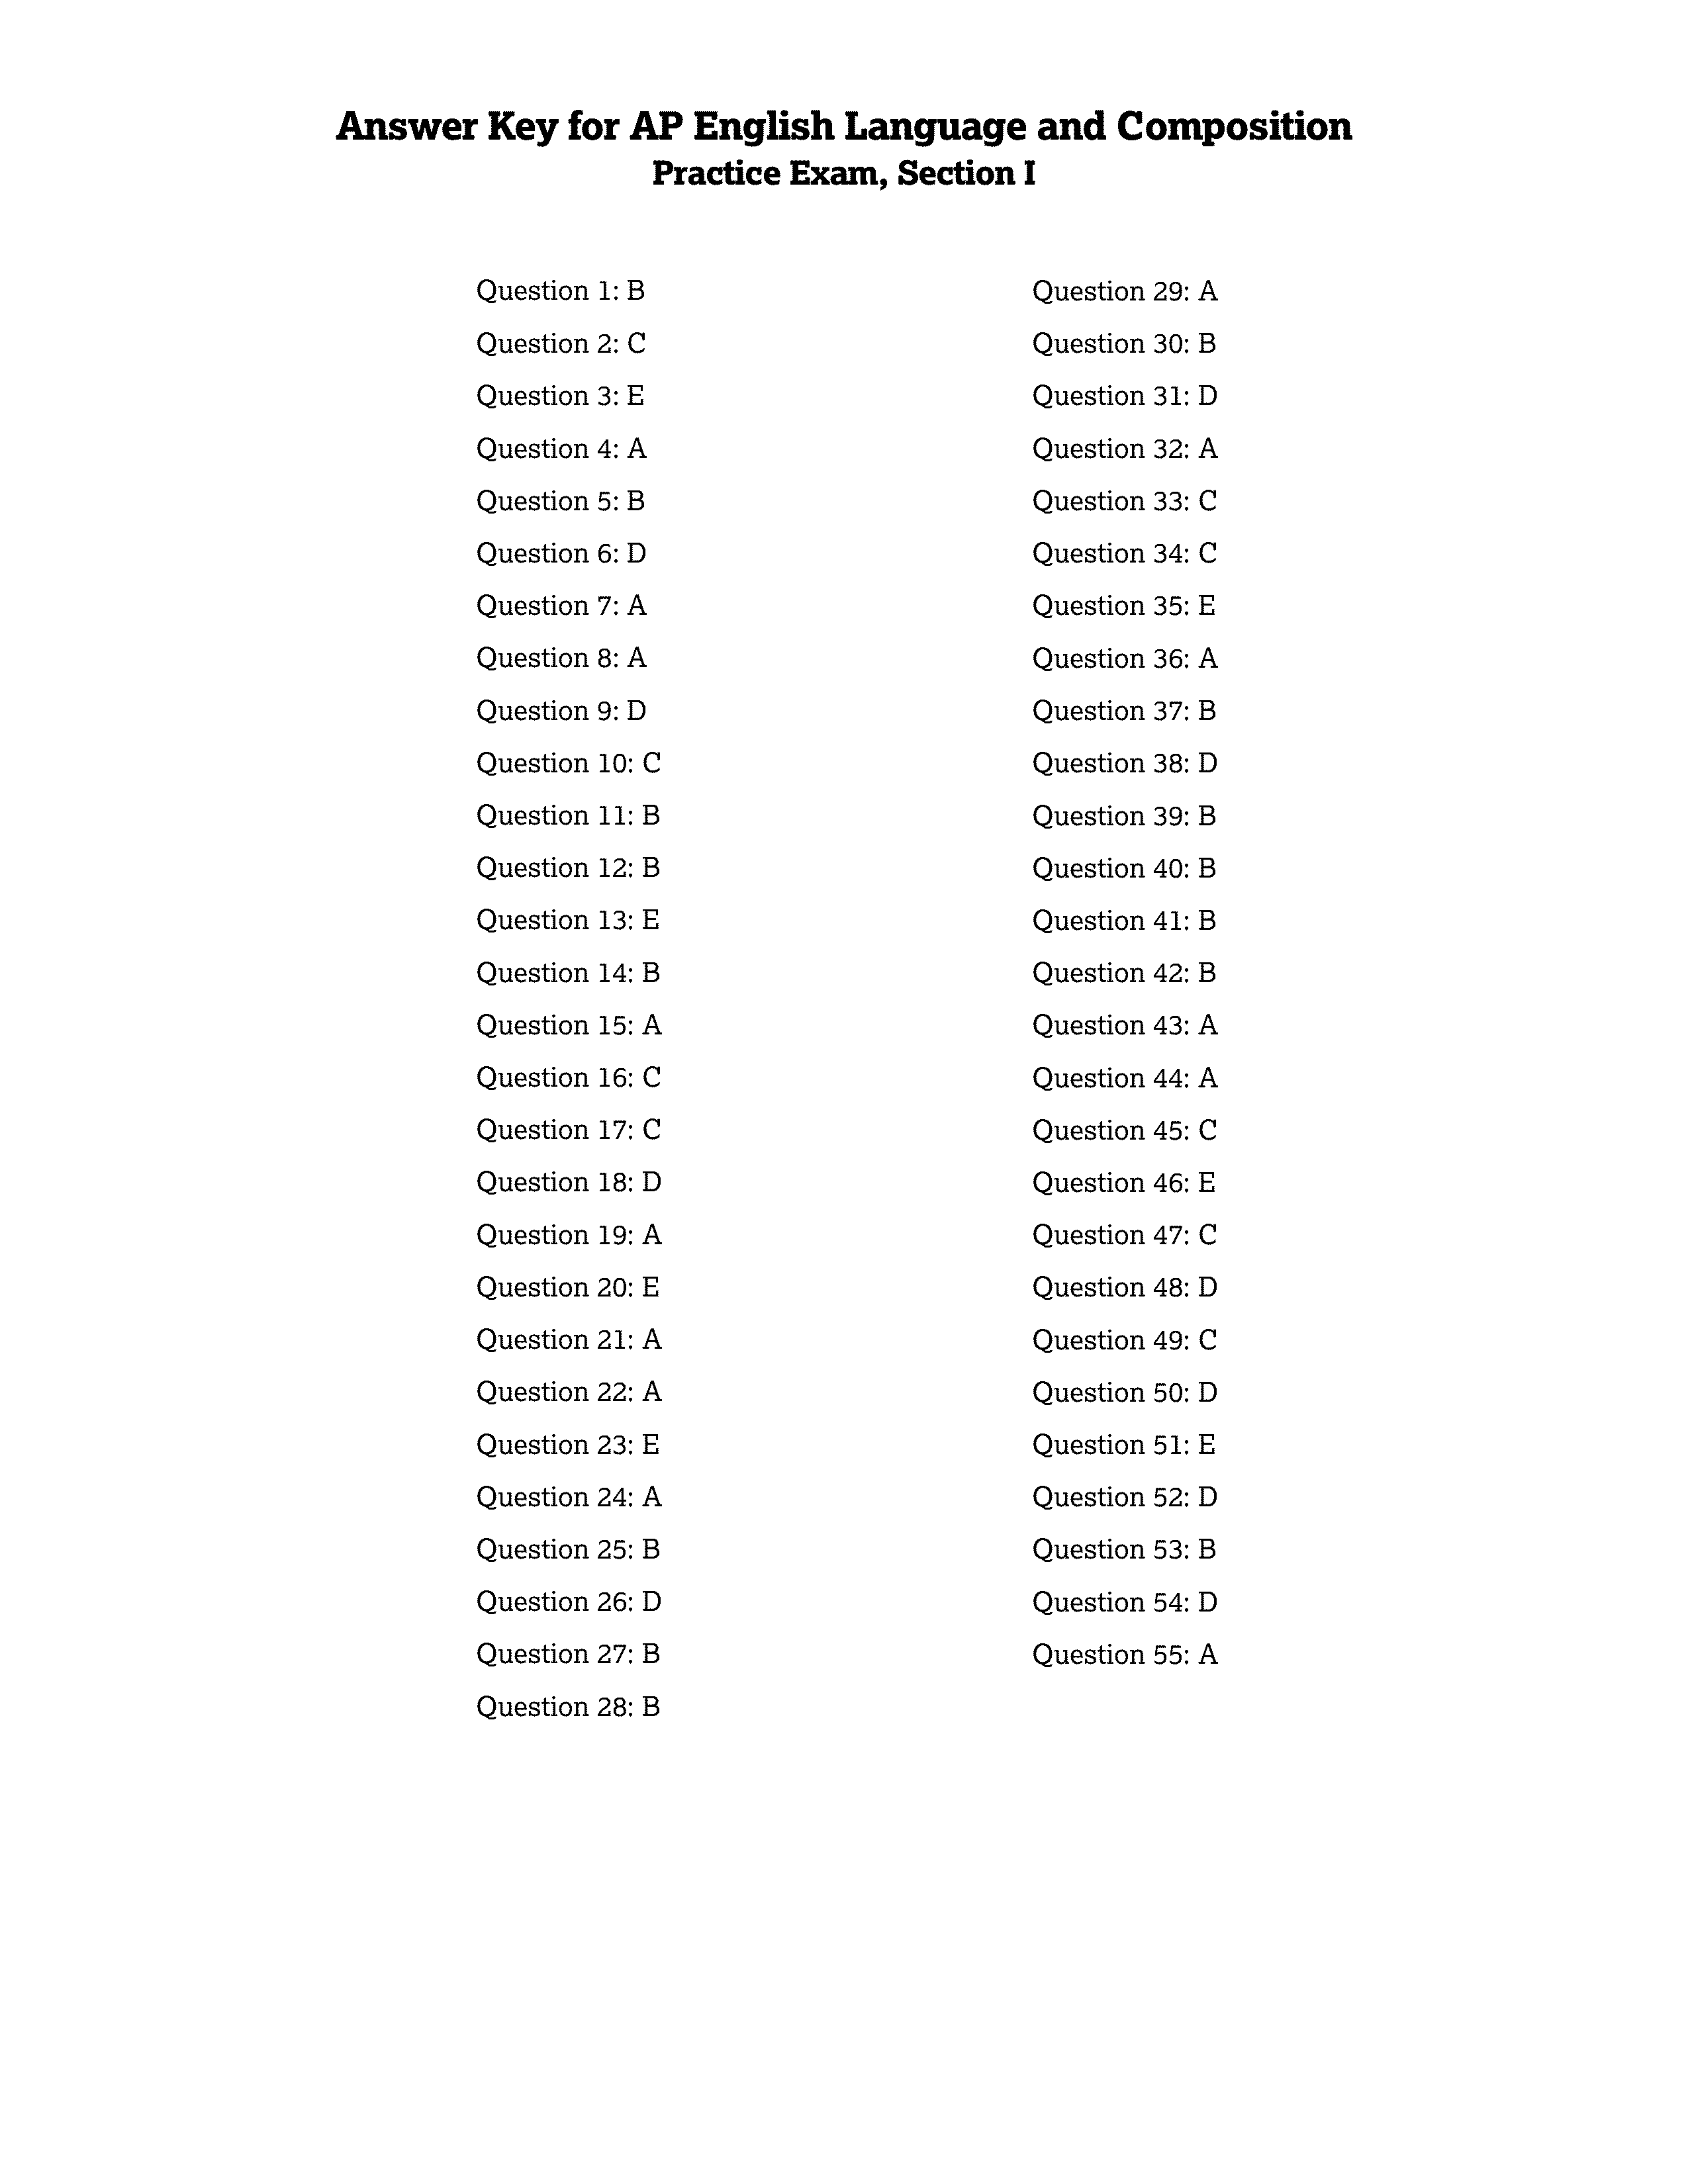 Answer Key for AP English Language and Composition
Practice Exam, Section I
Question 1: B
Question 2: C
Question 3: E
Question 4: A
Question 5: B
Question 6: D
Question 7: A
Question 8: A
Question 9: D
Question 10: C
Question 11: B
Question 12: B
Question 13: E
Question 14: B
Question 15: A
Question 16: C
Question 17: C
Question 18: D
Question 19: A
Question 20: E
Question 21: A
Question 22: A
Question 23: E
Question 24: A
Question 25: B
Question 26: D
Question 27: B
Question 28: B
Question 29: A
Question 30: B
Question 31: D
Question 32: A
Question 33: C
Question 34: C
Question 35: E
Question 36: A
Question 37: B
Question 38: D
Question 39: B
Question 40: B
Question 41: B
Question 42: B
Question 43: A
Question 44: A
Question 45: C
Question 46: E
Question 47: C
Question 48: D
Question 49: C
Question 50: D
Question 51: E
Question 52: D
Question 53: B
Question 54: D
Question 55: A